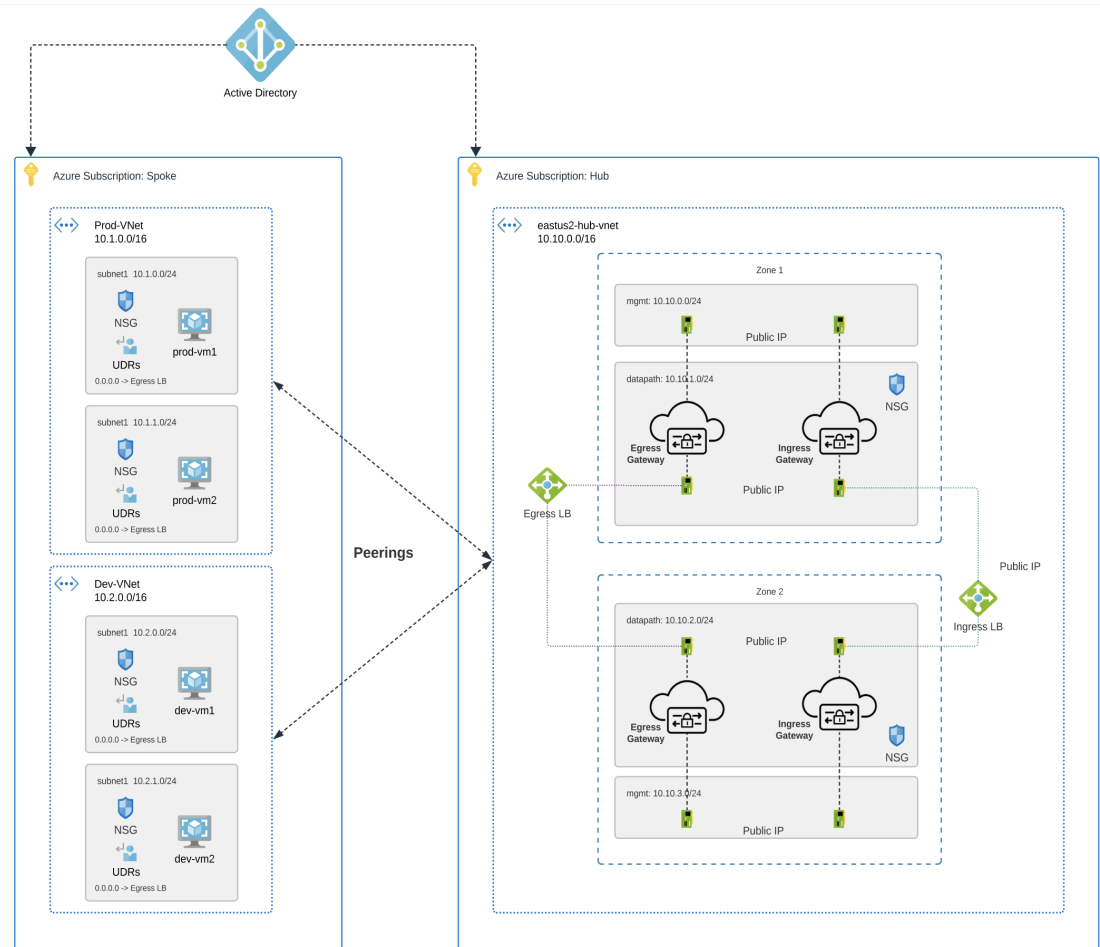 Active Directory
Azure Subscription: Spoke
Prod-VNet
10.1.0.0/16
subnet1  10.1.0.0/24
NSG
UDRs
prod-vm1
0.0.0.0 -> Egress LB
subnet1  10.1.1.0/24
NSG
UDRs
prod-vm2
0.0.0.0 -> Egress LB
Dev-VNet
10.2.0.0/16
subnet1  10.2.0.0/24
NSG
UDRs
dev-vm1
0.0.0.0 -> Egress LB
subnet1  10.2.1.0/24
NSG
UDRs
dev-vm2
0.0.0.0 -> Egress LB
Peerings
Azure Subscription: Hub
eastus2-hub-vnet
10.10.0.0/16
Zone 1
mgmt: 10.10.0.0/24
Public IP
datapath: 10.10.1.0/24
NSG
Egress
Gateway
Ingress
Gateway
Public IP
Egress LB
Zone 2
datapath: 10.10.2.0/24
Public IP
Egress
Gateway
Ingress
Gateway
NSG
mgmt: 10.10.3.0/24
Public IP
Public IP
Ingress LB